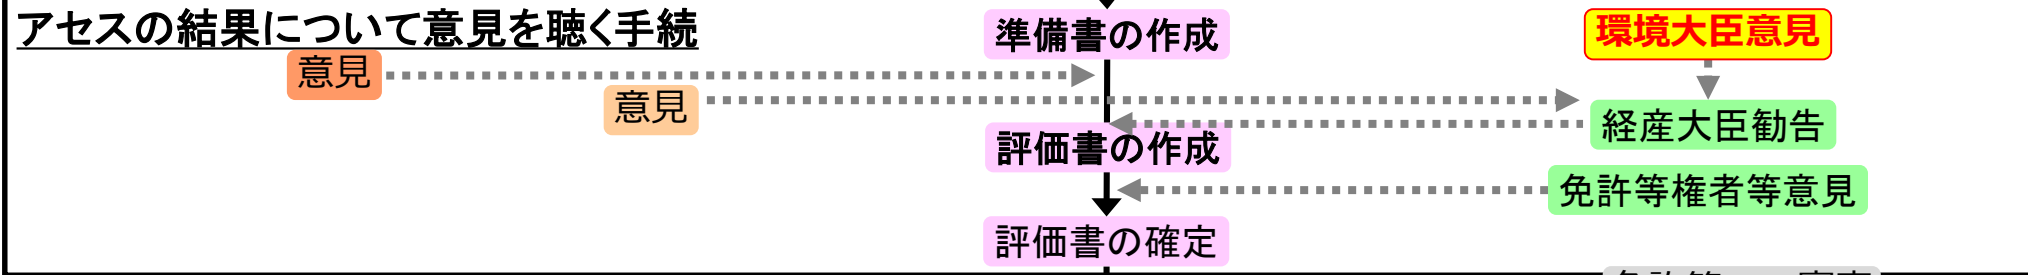 アセスの結果について意見を聴く手続
準備書の作成
環境大臣意見
意見
意見
経産大臣勧告
評価書の作成
免許等権者等意見
評価書の確定